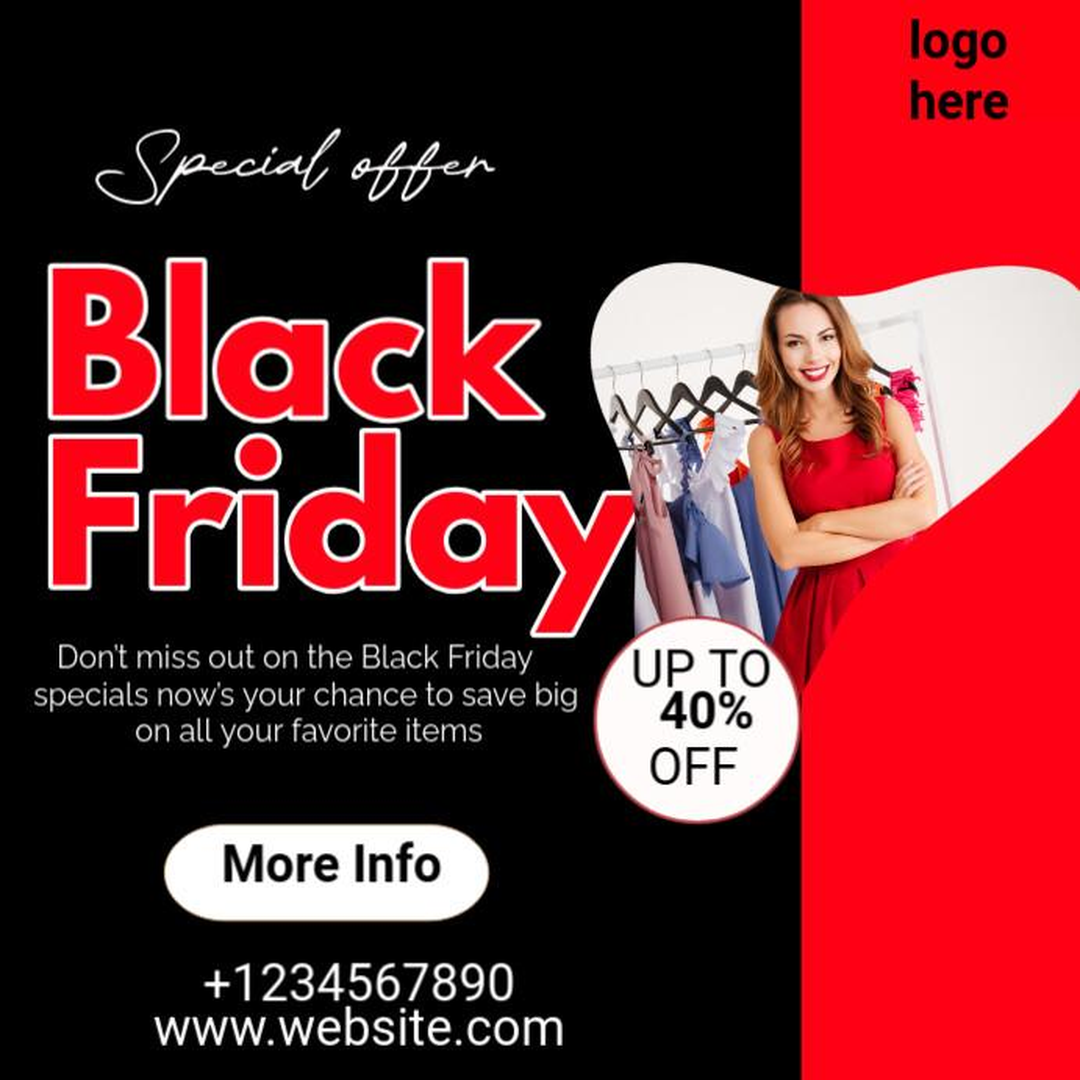 logo
here
Special offer
Black
Friday
Don't miss out on the Black Friday
specials now's your chance to save big
on all your favorite items
UP TO
40%
OFF
More Info
+1234567890
www.website.com